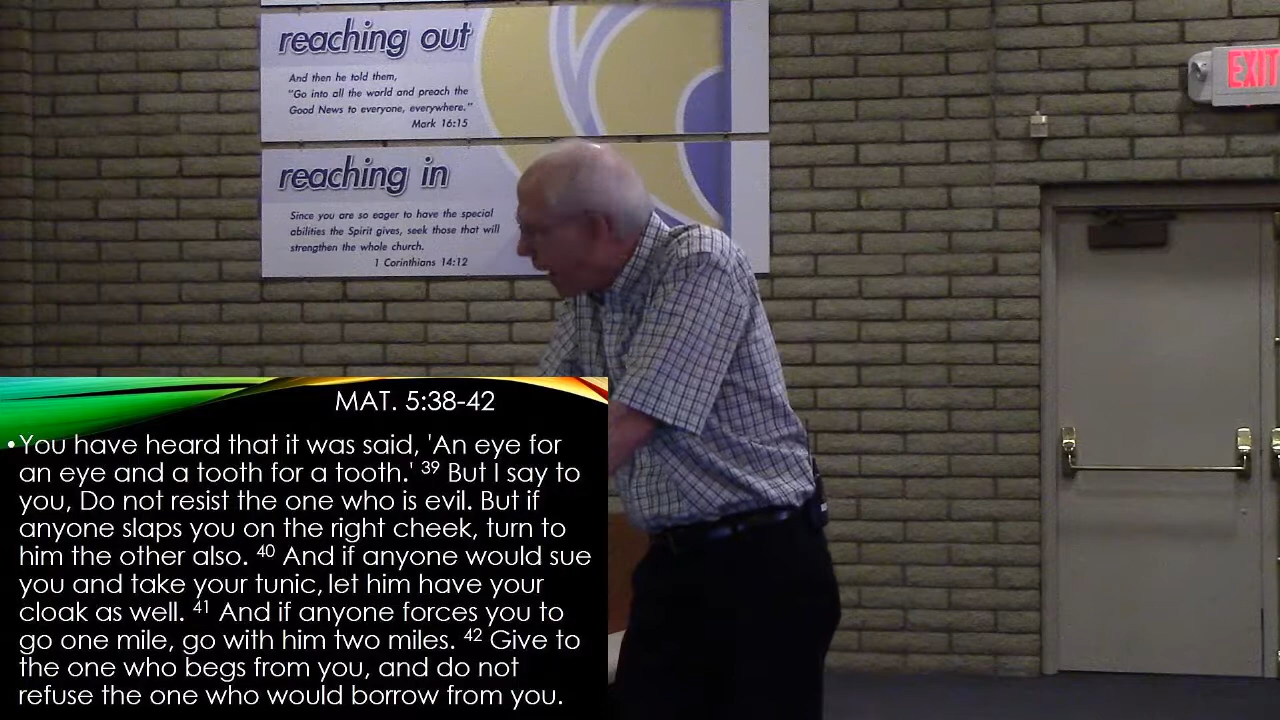 reaching out
And then he told them,
"Go into all the world and preach the
Good News to everyone, everywhere."
Mark 16:15
reaching in
Since you are so eager to have the special
abilities the Spirit gives, seek those that will
strengthen the whole church.
1 Corinthians 14:12
EXIT
MAT. 5:38-42
•You have heard that it was said, 'An eye for
an eye and a tooth for a tooth.' 39 But I say to
you, Do not resist the one who is evil. But if
anyone slaps you on the right cheek, turn to
him the other also. 40 And if anyone would sue
you and take your tunic, let him have your
cloak as well. 41 And if anyone forces you to
go one mile, go with him two miles. 42 Give to
the one who begs from you, and do not
refuse the one who would borrow from you.